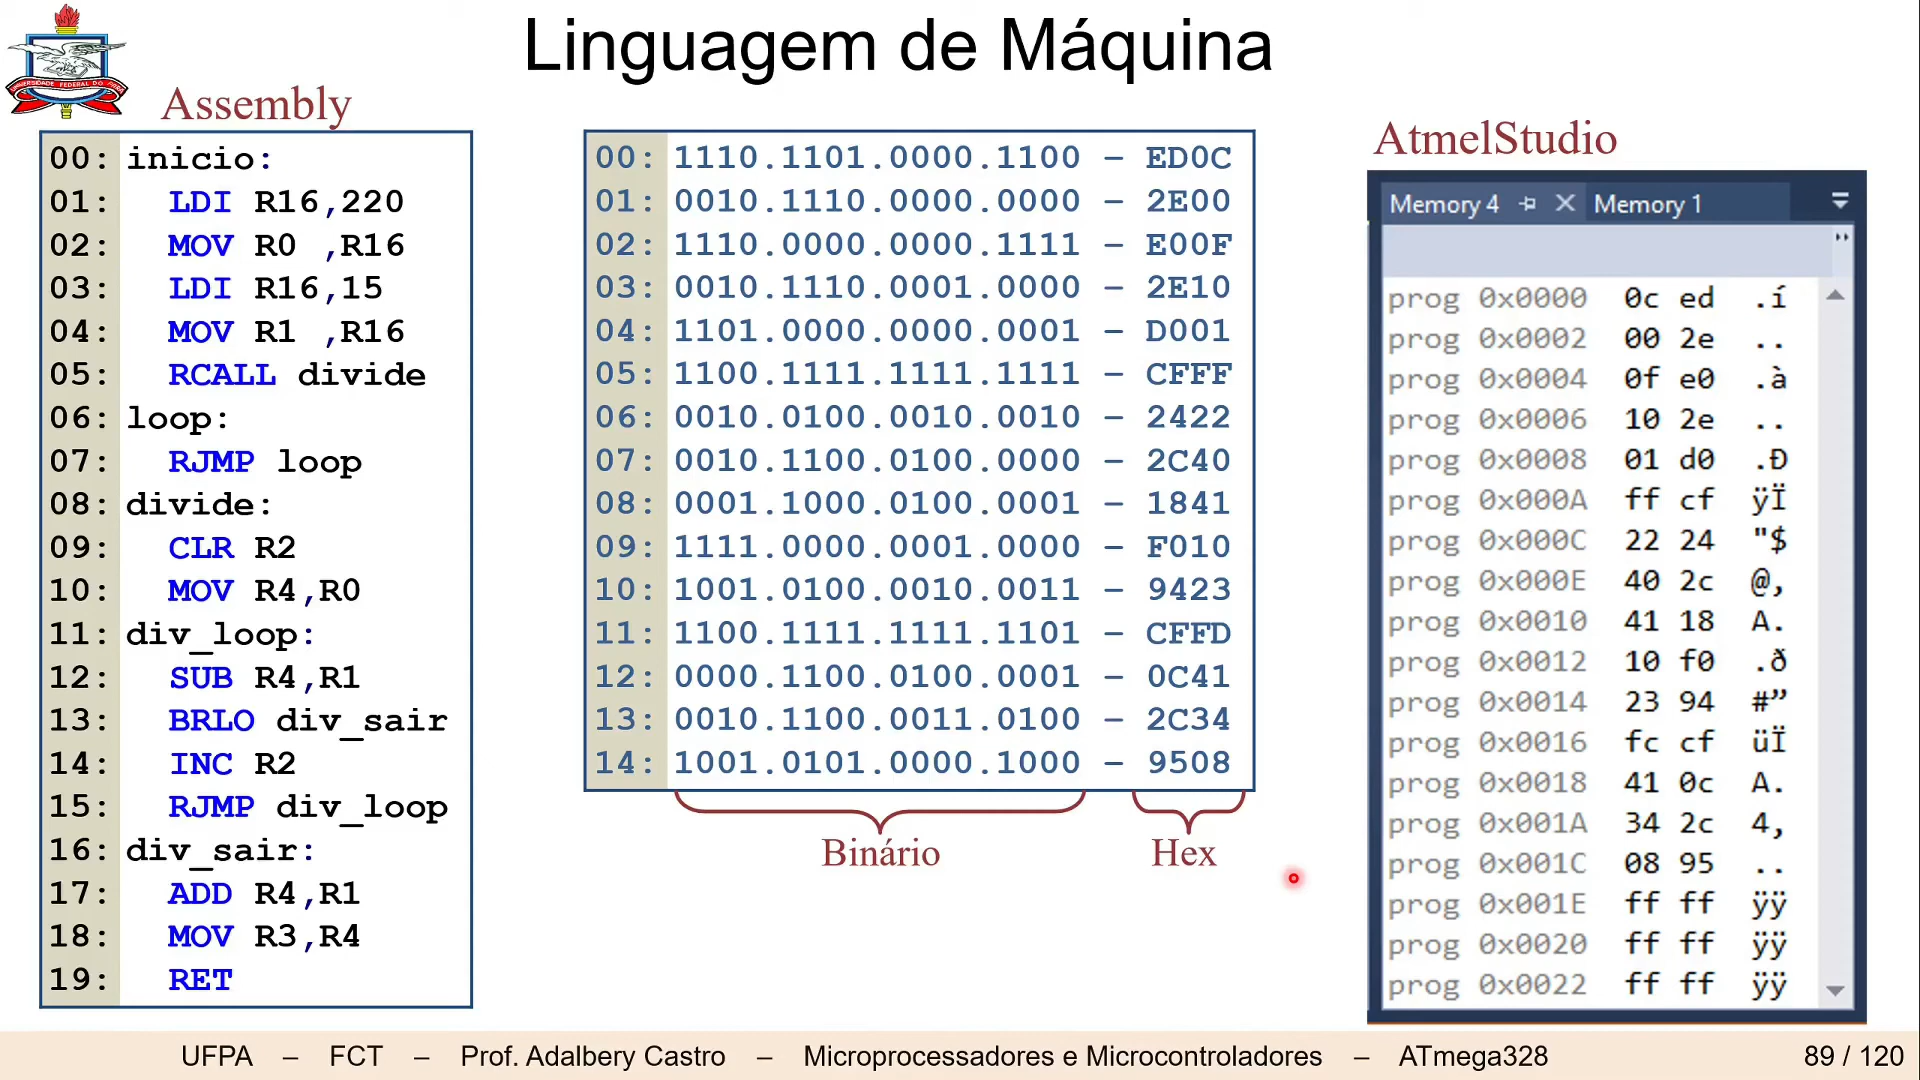 Linguagem de Máquina
UNIVERSIDADE FEDERAL DO PARÁ
Assembly
00: inicio:
01: LDI R16,220
02: MOV R0 ,R16
03: LDI R16,15
04: MOV R1 ,R16
05: RCALL divide
06: loop:
07: RJMP loop
08: divide:
09: CLR R2
10: MOV R4,R0
11: div_loop:
12: SUB R4,R1
13: BRLO div_sair
14: INC R2
15: RJMP div_loop
16: div_sair:
17: ADD R4,R1
18: MOV R3,R4
19: RET
00: 1110.1101.0000.1100 – ED0C
01: 0010.1110.0000.0000 – 2E00
02: 1110.0000.0000.1111 – E00F
03: 0010.1110.0001.0000 – 2E10
04: 1101.0000.0000.0001 – D001
05: 1100.1111.1111.1111 – CFFF
06: 0010.0100.0010.0010 – 2422
07: 0010.1100.0100.0000 – 2C40
08: 0001.1000.0100.0001 – 1841
09: 1111.0000.0001.0000 – F010
10: 1001.0100.0010.0011 – 9423
11: 1100.1111.1111.1101 – CFFD
12: 0000.1100.0100.0001 – 0C41
13: 0010.1100.0011.0100 – 2C34
14: 1001.0101.0000.1000 – 9508
Binário Hex
AtmelStudio
Memory 4 Memory 1
prog 0x0000 0c ed .í
prog 0x0002 00 2e ..
prog 0x0004 0f e0 .à
prog 0x0006 10 2e ..
prog 0x0008 01 d0 .Ð
prog 0x000A ff cf ÿÏ
prog 0x000C 22 24 "$
prog 0x000E 40 2c @,
prog 0x0010 41 18 A.
prog 0x0012 10 f0 .ð
prog 0x0014 23 94 #”
prog 0x0016 fc cf üÏ
prog 0x0018 41 0c A.
prog 0x001A 34 2c 4,
prog 0x001C 08 95 ..
prog 0x001E ff ff ÿÿ
prog 0x0020 ff ff ÿÿ
prog 0x0022 ff ff ÿÿ
UFPA – FCT – Prof. Adalbery Castro – Microprocessadores e Microcontroladores – ATmega328 89 / 120